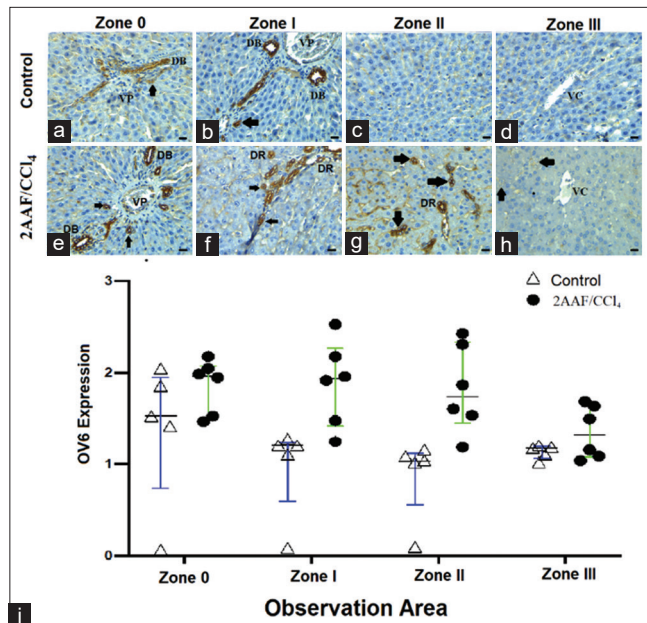 Zone 0 Zone I Zone II Zone III
Control
DB
VP
a
VP
DB
DB
b
c
VC
d
2AAF/CCl4
DB
VP
DB
e
DR
DR
f
DR
g
VC
h
Control
2AAF/CCl4
OV6 Expression
3
2
1
0
Zone 0 Zone I Zone II Zone III
Observation Area
i